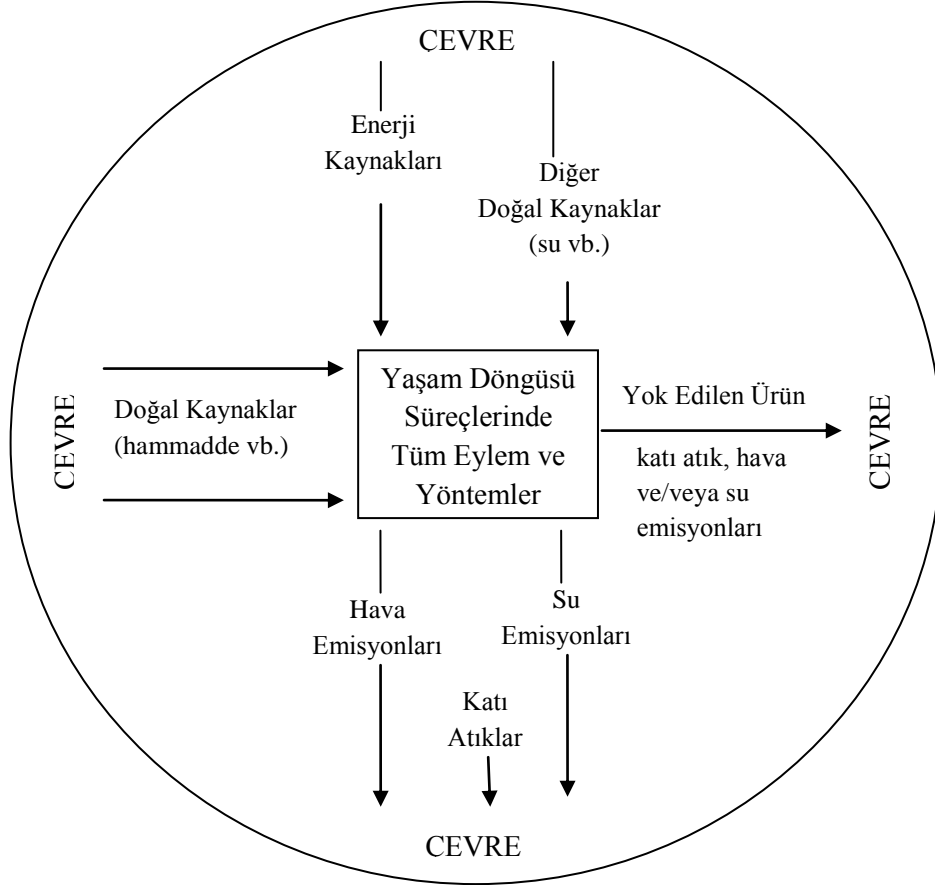 ÇEVRE
Enerji
Kaynakları
Diğer
Doğal Kaynaklar
(su vb.)
ÇEVRE
Doğal Kaynaklar
(hammadde vb.)
Yaşam Döngüsü
Süreçlerinde
Tüm Eylem ve
Yöntemler
Yok Edilen Ürün
katı atık, hava
ve/veya su
emisyonları
ÇEVRE
Hava
Emisyonları
Su
Emisyonları
Katı
Atıklar
ÇEVRE